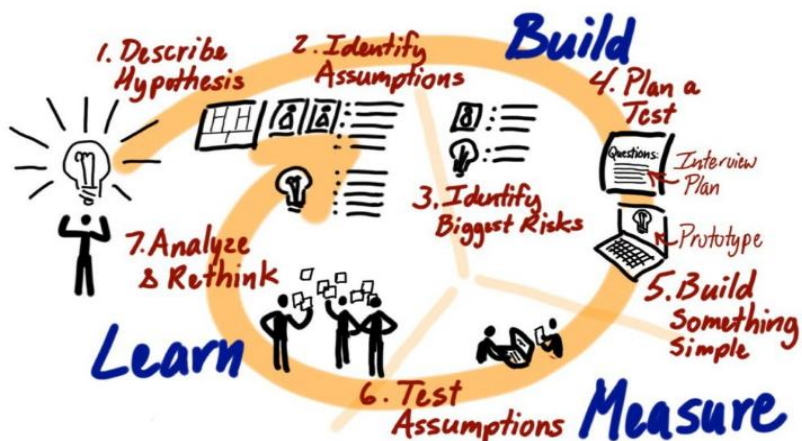 1. Describe
Hypothesis
2. Identify
Assumptions
Build
3. Identify
Biggest Risks
4. Plan a
Test
Questions:
Interview
Plan
Prototype
5. Build
Something
Simple
Measure
6. Test
Assumptions
Learn
7. Analyze
& Rethink